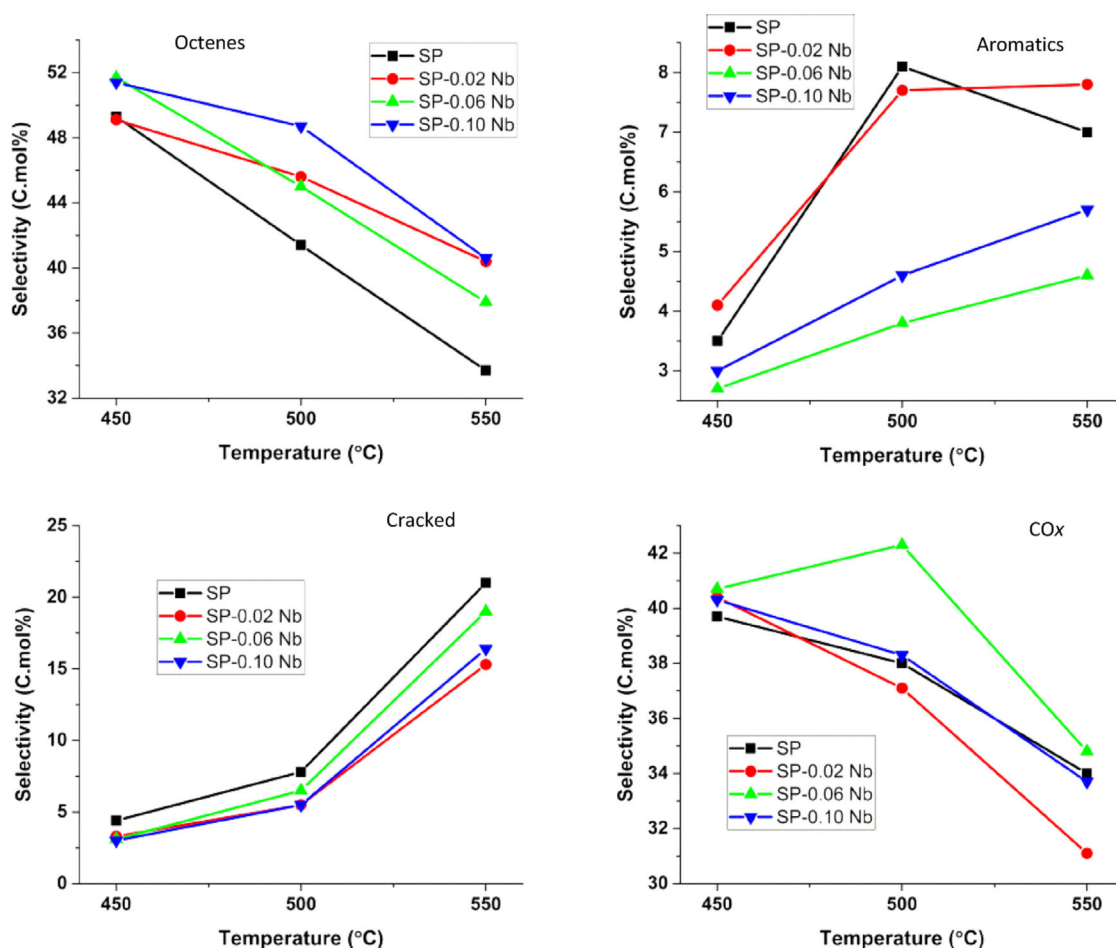 Octenes
SP
SP-0.02 Nb
SP-0.06 Nb
SP-0.10 Nb
52
48
44
40
36
32
450
500
550
Selectivity (C.mol%)
Temperature (°C)
Aromatics
SP
SP-0.02 Nb
SP-0.06 Nb
SP-0.10 Nb
8
7
6
5
4
3
450
500
550
Selectivity (C.mol%)
Temperature (°C)
Cracked
SP
SP-0.02 Nb
SP-0.06 Nb
SP-0.10 Nb
25
20
15
10
5
0
450
500
550
Selectivity (C.mol%)
Temperature (°C)
COx
SP
SP-0.02 Nb
SP-0.06 Nb
SP-0.10 Nb
42
40
38
36
34
31
30
450
500
550
Selectivity (C.mol%)
Temperature (°C)